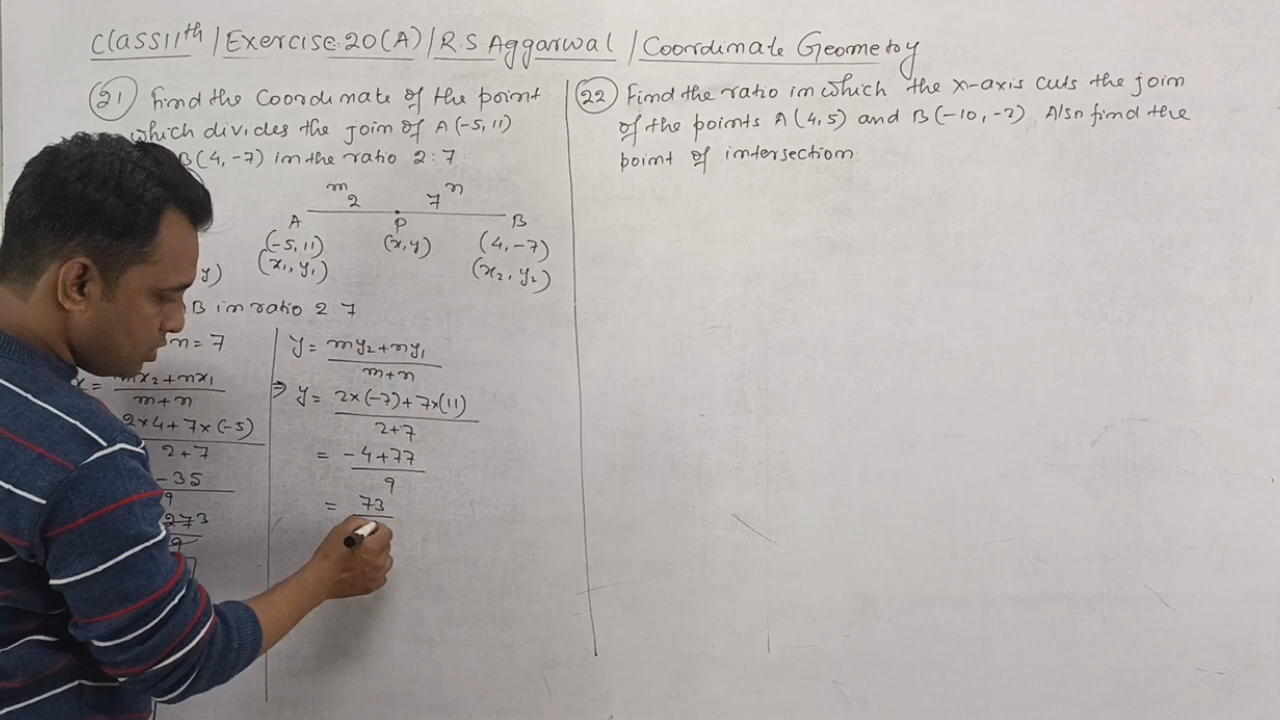 Class 11th / Exercise: 20(A) / R.S. Aggarwal / Coordinate Geometry
21 Find the Coordinate of the point
which divides the join of A(-5, 11)
B(4, -7) in the ratio 2:7
m 2 7 n
A P B
(-5, 11) (x, y) (4, -7)
(x₁, y₁) (x₂, y₂)
y)
B in ratio 2:7
n = 7
x = mx₂ + nx₁ / m+n
2×4 + 7×(-5) / 2+7
-35 / 9
9
y = my₂ + ny₁ / m+n
⇒ y = 2×(-7) + 7×(11) / 2+7
= -4+77 / 9
= 73
22 Find the ratio in which the x-axis cuts the join
of the points A(4, 5) and B(-10, -2). Also find the
point of intersection